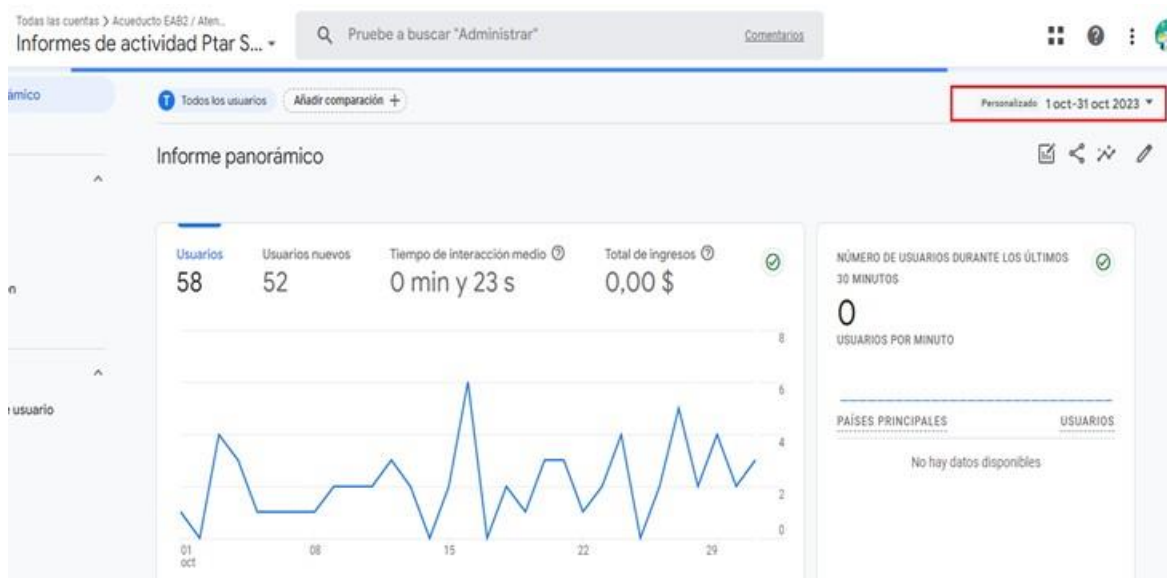 Todas las cuentas > Acueducto EAB2 / Aten...
Informes de actividad Ptar S...
Pruebe a buscar "Administrar"
Comentarios
ámico
T Todos los usuarios
Añadir comparación +
Personalizado 1 oct-31 oct 2023
Informe panorámico
Usuarios
58
Usuarios nuevos
52
Tiempo de interacción medio
0 min y 23 s
Total de ingresos
0,00 $
8
6
4
2
0
01
oct
08
15
22
29
NÚMERO DE USUARIOS DURANTE LOS ÚLTIMOS
30 MINUTOS
0
USUARIOS POR MINUTO
PAÍSES PRINCIPALES
USUARIOS
No hay datos disponibles
n
usuario